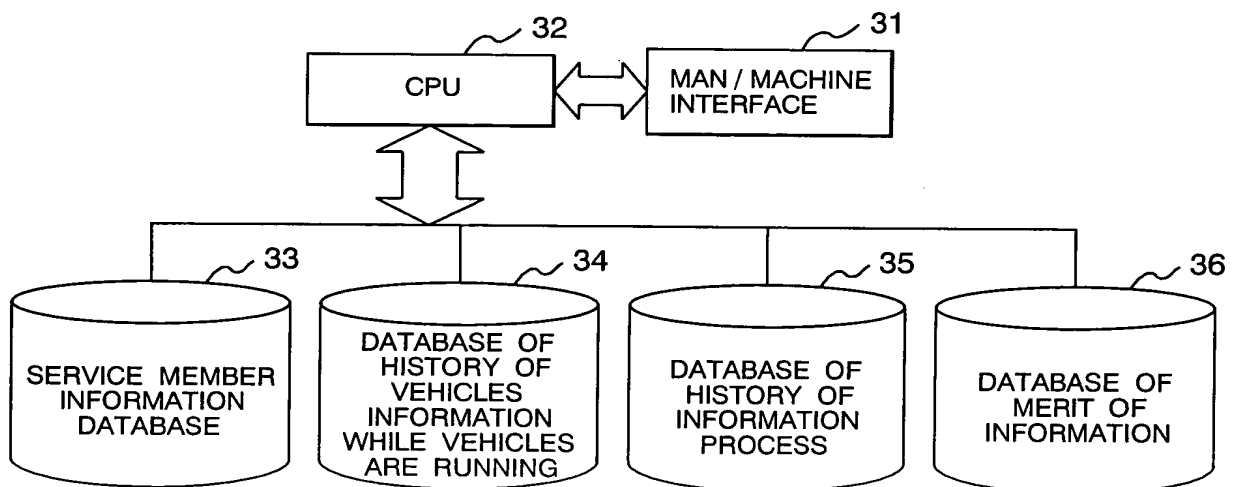 32
31
CPU
MAN / MACHINE
INTERFACE
33
34
35
36
SERVICE MEMBER
INFORMATION
DATABASE
DATABASE OF
HISTORY OF
VEHICLES
INFORMATION
WHILE VEHICLES
ARE RUNNING
DATABASE OF
HISTORY OF
INFORMATION
PROCESS
DATABASE OF
MERIT OF
INFORMATION